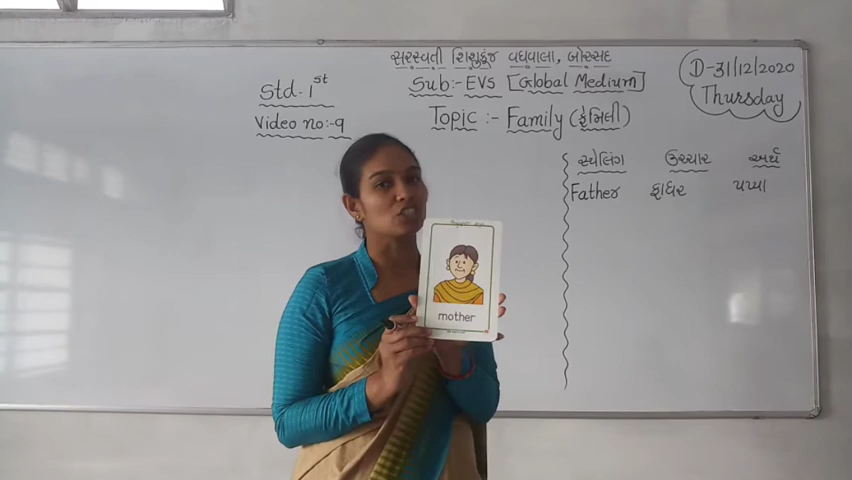 સરસ્વતી શિશુકુંજ વઘવાલા, બોરસદ
Std. 1st
Sub:- EVS [Global Medium]
D-31/12/2020
Thursday
Video no:-9
Topic :- Family (ફેમિલી)
સ્પેલિંગ ઉચ્ચાર અર્થ
Father ફાધર પપ્પા
mother